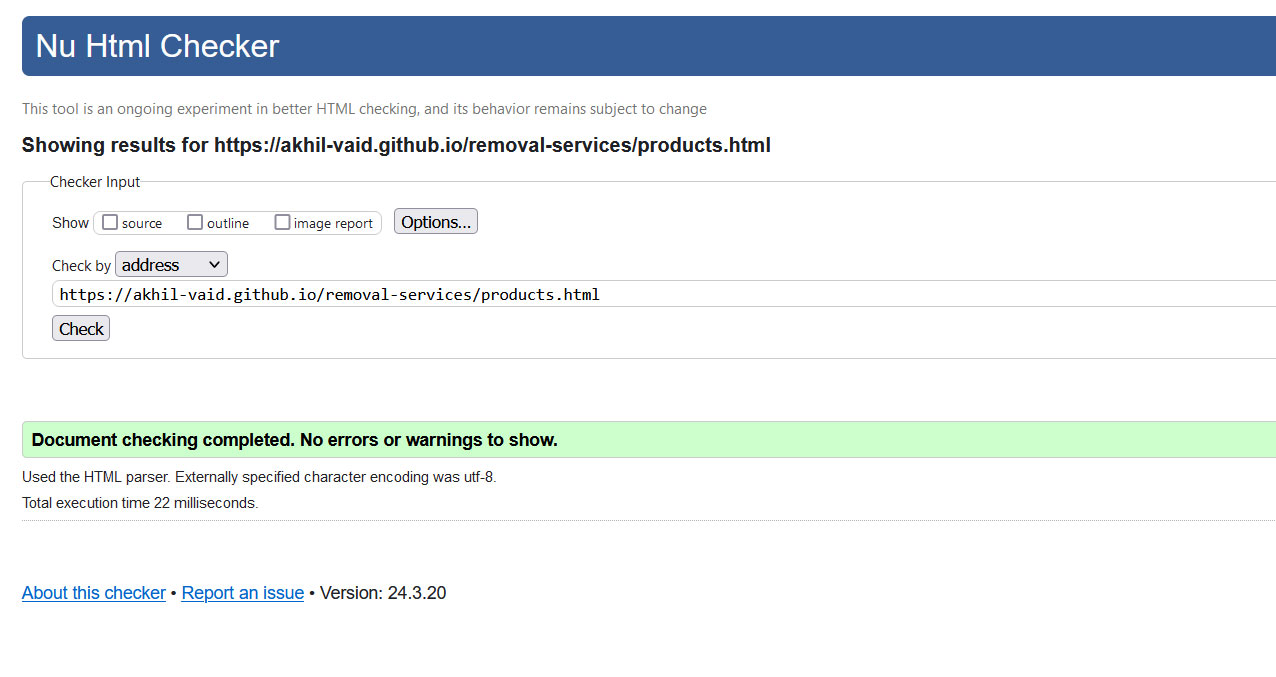 Nu Html Checker
This tool is an ongoing experiment in better HTML checking, and its behavior remains subject to change
Showing results for https://akhil-vaid.github.io/removal-services/products.html
Checker Input
Show source outline image report Options...
Check by address
https://akhil-vaid.github.io/removal-services/products.html
Check
Document checking completed. No errors or warnings to show.
Used the HTML parser. Externally specified character encoding was utf-8.
Total execution time 22 milliseconds.
About this checker • Report an issue • Version: 24.3.20